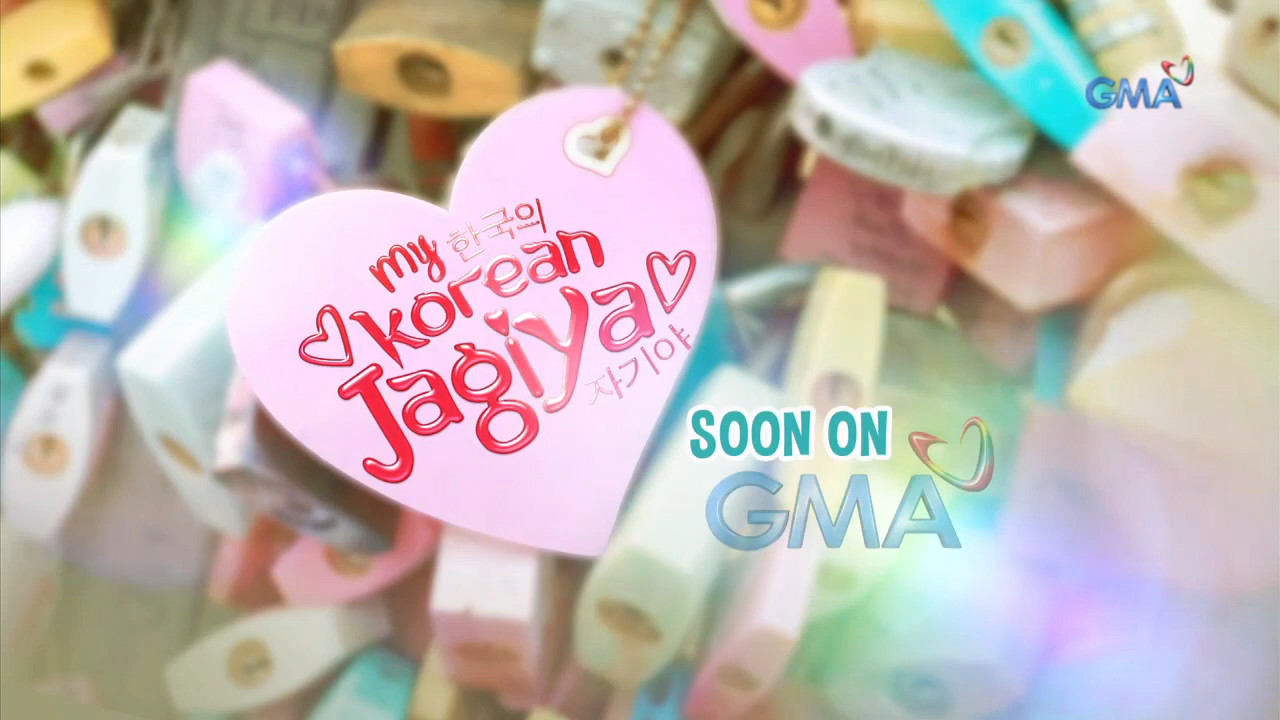 GMA
my 한국의
korean
Jagiya
자기야
SOON ON
GMA